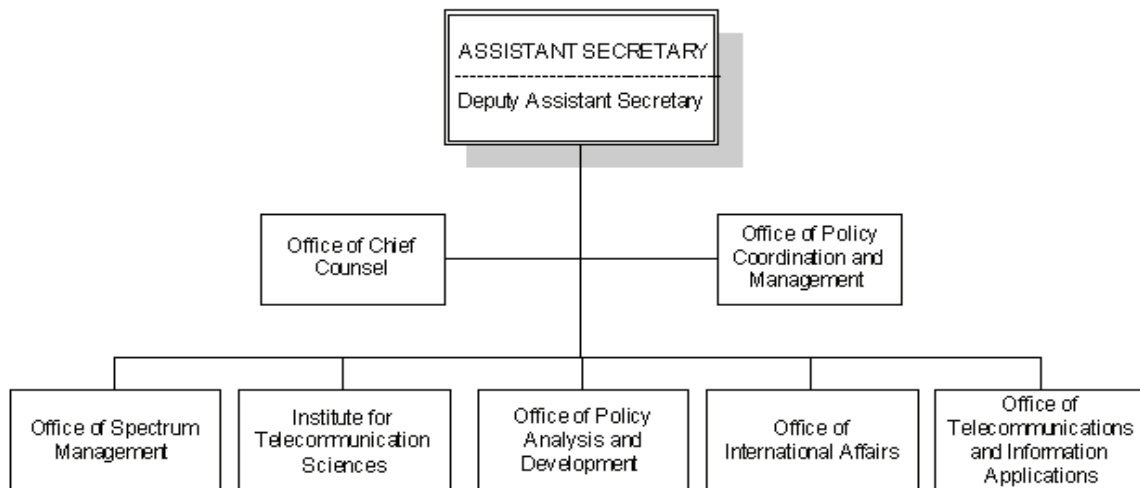 ASSISTANT SECRETARY
Deputy Assistant Secretary
Office of Chief
Counsel
Office of Policy
Coordination and
Management
Office of Spectrum
Management
Institute for
Telecommunication
Sciences
Office of Policy
Analysis and
Development
Office of
International Affairs
Office of
Telecommunications
and Information
Applications